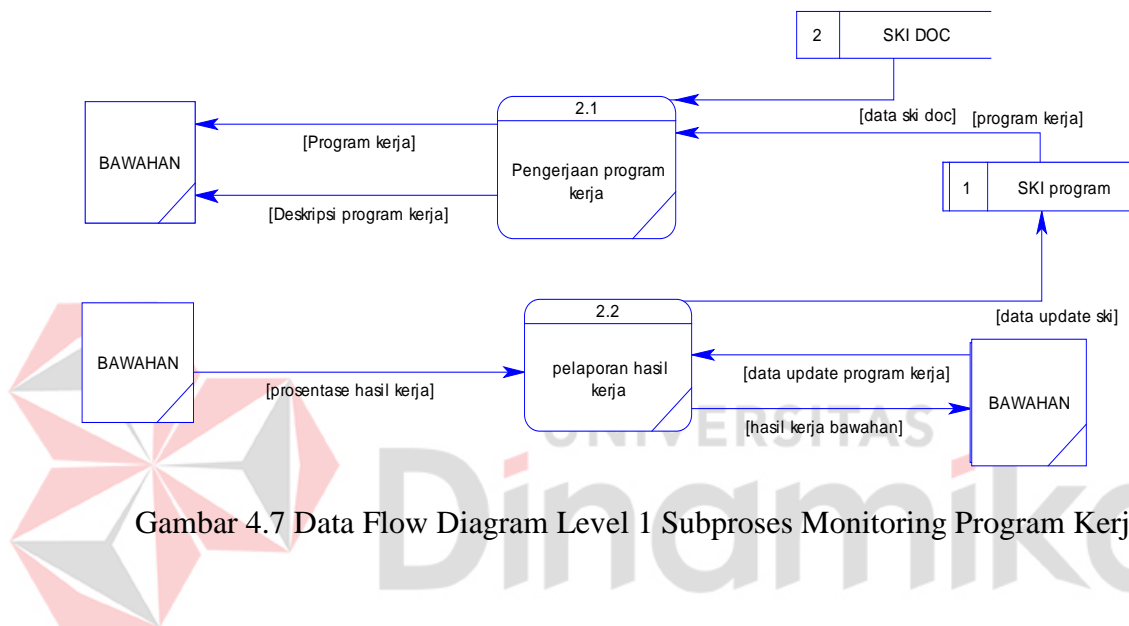 2 SKI DOC
2.1
[data ski doc] [program kerja]
[Program kerja]
BAWAHAN
Pengerjaan program
kerja
1 SKI program
[Deskripsi program kerja]
2.2
[data update ski]
BAWAHAN
pelaporan hasil
kerja
[prosentase hasil kerja]
[data update program kerja]
BAWAHAN
[hasil kerja bawahan]
UNIVERSITAS
Dinamika
Gambar 4.7 Data Flow Diagram Level 1 Subproses Monitoring Program Kerj